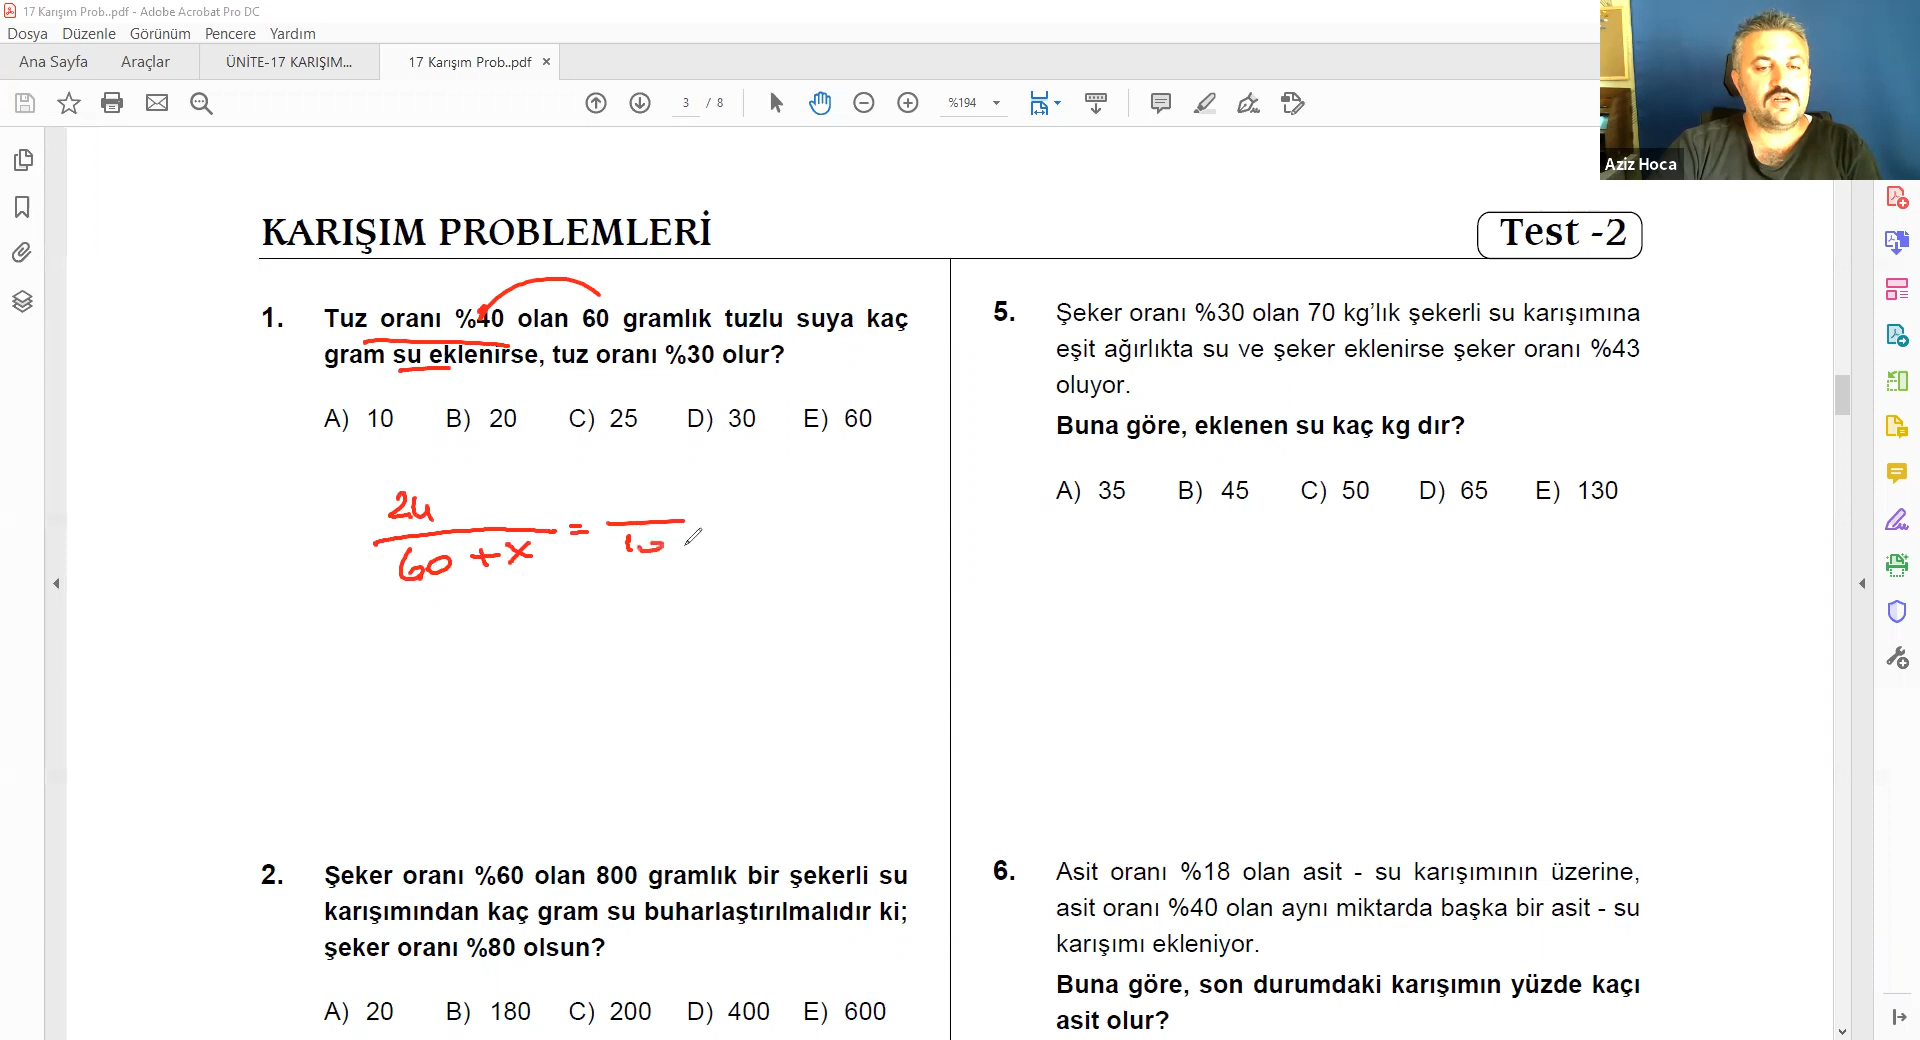 17 Karışım Prob..pdf - Adobe Acrobat Pro DC
Dosya Düzenle Görünüm Pencere Yardım
Ana Sayfa Araçlar ÜNİTE-17 KARIŞIM... 17 Karışım Prob..pdf ×
3 / 8 %194
Aziz Hoca
KARIŞIM PROBLEMLERİ
Test -2
1. Tuz oranı %40 olan 60 gramlık tuzlu suya kaç
gram su eklenirse, tuz oranı %30 olur?
A) 10 B) 20 C) 25 D) 30 E) 60
24
60 + x
=
10
2. Şeker oranı %60 olan 800 gramlık bir şekerli su
karışımından kaç gram su buharlaştırılmalıdır ki;
şeker oranı %80 olsun?
A) 20 B) 180 C) 200 D) 400 E) 600
5. Şeker oranı %30 olan 70 kg’lık şekerli su karışımına
eşit ağırlıkta su ve şeker eklenirse şeker oranı %43
oluyor.
Buna göre, eklenen su kaç kg dır?
A) 35 B) 45 C) 50 D) 65 E) 130
6. Asit oranı %18 olan asit - su karışımının üzerine,
asit oranı %40 olan aynı miktarda başka bir asit - su
karışımı ekleniyor.
Buna göre, son durumdaki karışımın yüzde kaçı
asit olur?